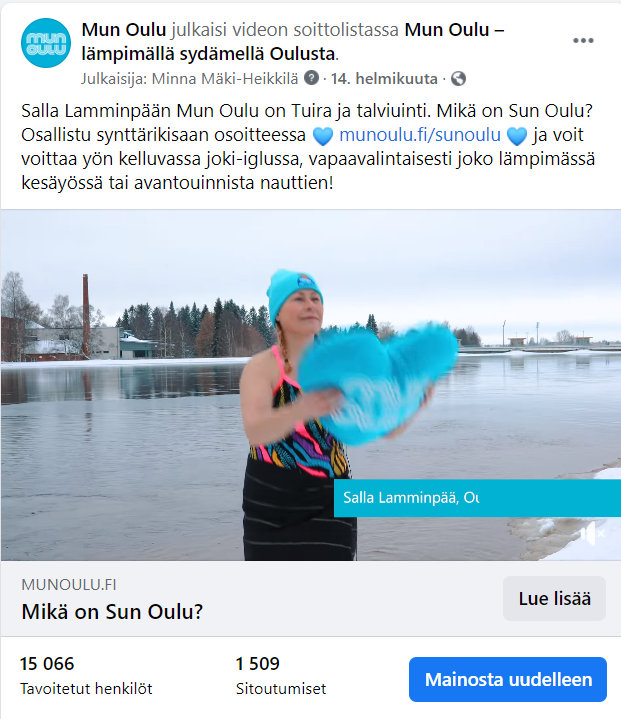 mun
oulu
Mun Oulu julkaisi videon soittolistassa Mun Oulu –
lämpimällä sydämellä Oulusta.
Julkaisija: Minna Mäki-Heikkilä · 14. helmikuuta ·
Salla Lamminpään Mun Oulu on Tuira ja talviuinti. Mikä on Sun Oulu?
Osallistu synttärikisaan osoitteessa 💙 munoulu.fi/sunoulu 💙 ja voit
voittaa yön kelluvassa joki-iglussa, vapaavalintaisesti joko lämpimässä
kesäyössä tai avantouinnista nauttien!
Salla Lamminpää, Ou
MUNOULU.FI
Mikä on Sun Oulu?
Lue lisää
15 066
Tavoitetut henkilöt
1 509
Sitoutumiset
Mainosta uudelleen